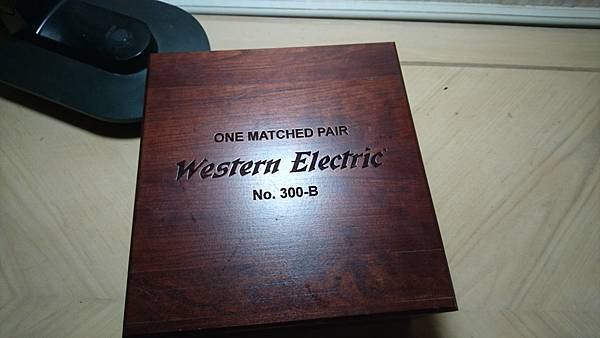 ONE MATCHED PAIR
Western Electric
No. 300-B